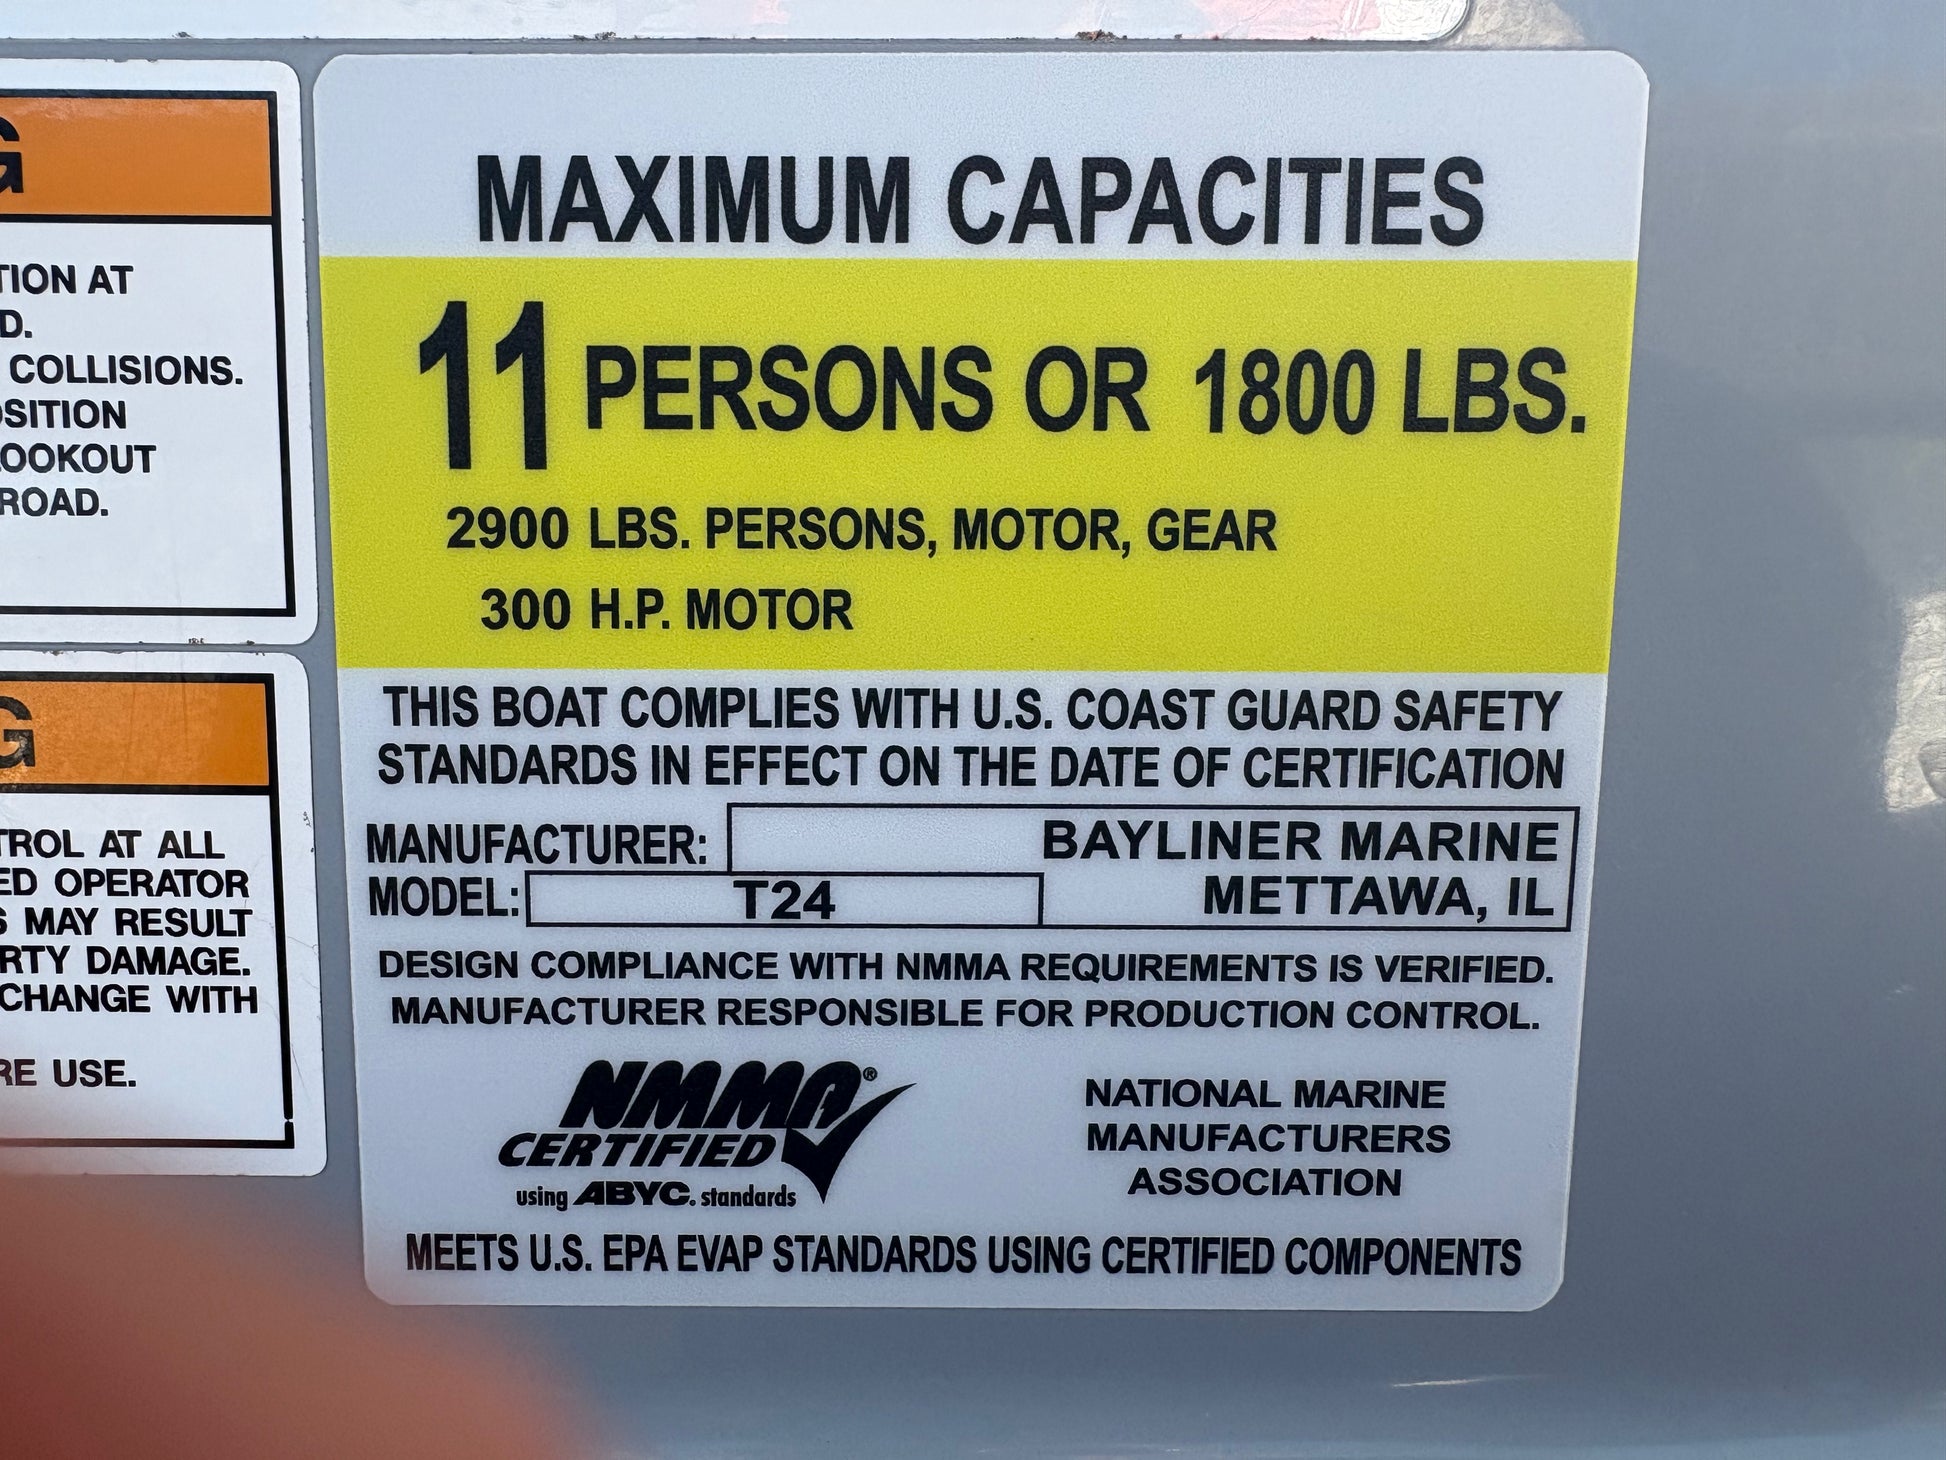 TION AT
D.
COLLISIONS.
LOOKOUT
ROAD.
TROL AT ALL
ED OPERATOR
S MAY RESULT
RTY DAMAGE.
CHANGE WITH
RE USE.
MAXIMUM CAPACITIES
11 PERSONS OR 1800 LBS.
2900 LBS. PERSONS, MOTOR, GEAR
300 H.P. MOTOR
THIS BOAT COMPLIES WITH U.S. COAST GUARD SAFETY
STANDARDS IN EFFECT ON THE DATE OF CERTIFICATION
MANUFACTURER: BAYLINER MARINE
MODEL: T24 METTAWA, IL
DESIGN COMPLIANCE WITH NMMA REQUIREMENTS IS VERIFIED.
MANUFACTURER RESPONSIBLE FOR PRODUCTION CONTROL.
NMMA®
CERTIFIED
using ABYC. standards
NATIONAL MARINE
MANUFACTURERS
ASSOCIATION
MEETS U.S. EPA EVAP STANDARDS USING CERTIFIED COMPONENTS